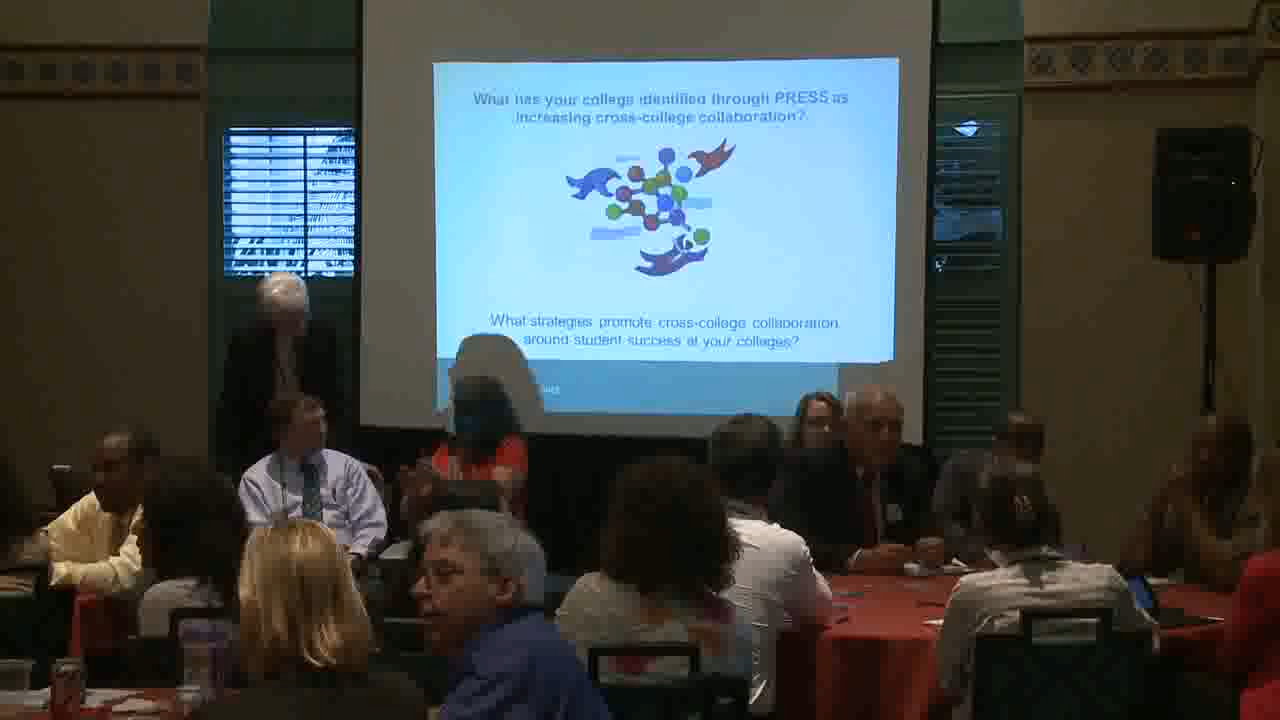 What has your college identified through PRESS as
increasing cross-college collaboration?
What strategies promote cross-college collaboration
around student success at your colleges?